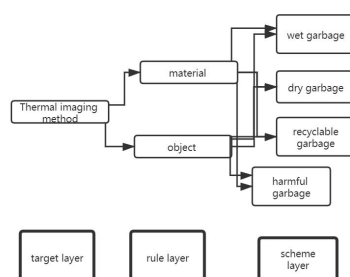 wet garbage
material
dry garbage
Thermal imaging
method
recyclable
garbage
object
harmful
garbage
target layer
rule layer
scheme
layer